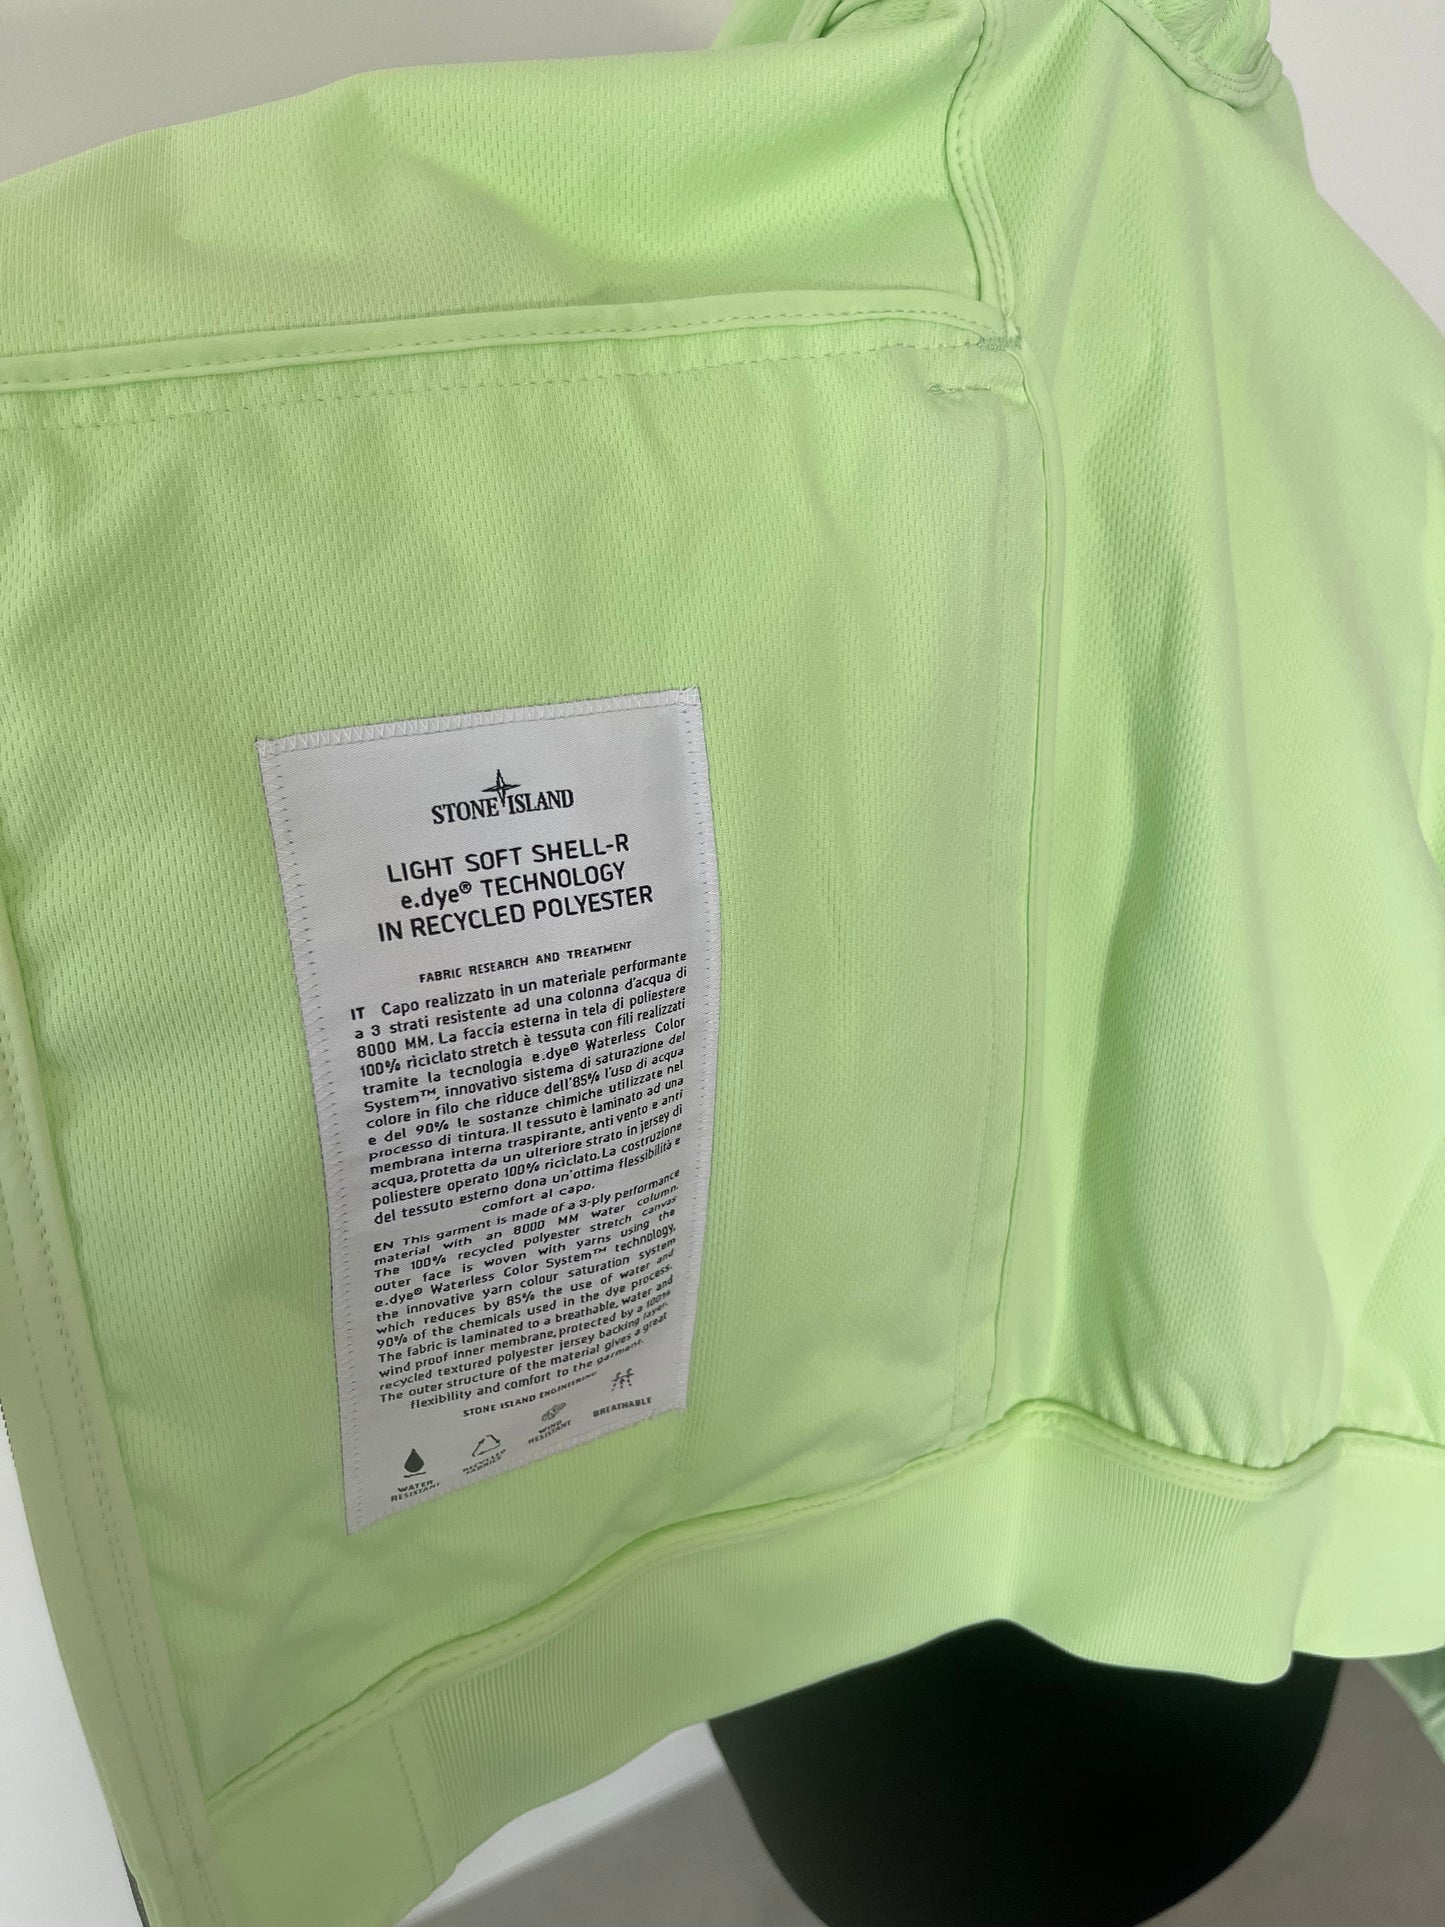 STONE ISLAND
LIGHT SOFT SHELL-R
e.dye® TECHNOLOGY
IN RECYCLED POLYESTER
FABRIC RESEARCH AND TREATMENT
IT Capo realizzato in un materiale performante
a 3 strati resistente ad una colonna d'acqua di
8000 MM. La faccia esterna in tela di poliestere
100% riciclato stretch è tessuta con fili realizzati
tramite la tecnologia e.dye® Waterless Color
System™, innovativo sistema di saturazione del
colore in filo che riduce dell'85% l'uso di acqua
e del 90% le sostanze chimiche utilizzate nel
processo di tintura. Il tessuto è laminato ad una
membrana interna traspirante, anti vento e anti
acqua, protetta da un ulteriore strato in jersey di
poliestere operato 100% riciclato. La costruzione
del tessuto esterno dona un'ottima flessibilità e
comfort al capo.
EN This garment is made of a 3-ply performance
material with an 8000 MM water column.
The 100% recycled polyester stretch canvas
outer face is woven with yarns using the
e.dye® Waterless Color System™ technology,
the innovative yarn colour saturation system
which reduces by 85% the use of water and
90% of the chemicals used in the dye process.
The fabric is laminated to a breathable, water and
wind proof inner membrane, protected by a 100%
recycled textured polyester jersey backing layer.
The outer structure of the material gives a great
flexibility and comfort to the garment.
STONE ISLAND ENGINEERING
WATER
RESISTANT
RECYCLED
FABRICS
WIND
RESISTANT
BREATHABLE